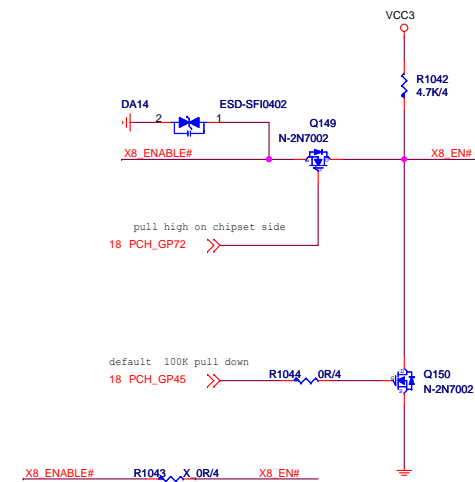 VCC3
R1042
4.7K/4
DA14
ESD-SFI0402
2
1
Q149
N-2N7002
X8_ENABLE#
X8_EN#
pull high on chipset side
18 PCH_GP72
default 100K pull down
18 PCH_GP45
R1044 0R/4
Q150
N-2N7002
X8_ENABLE# R1043 X_0R/4 X8_EN#